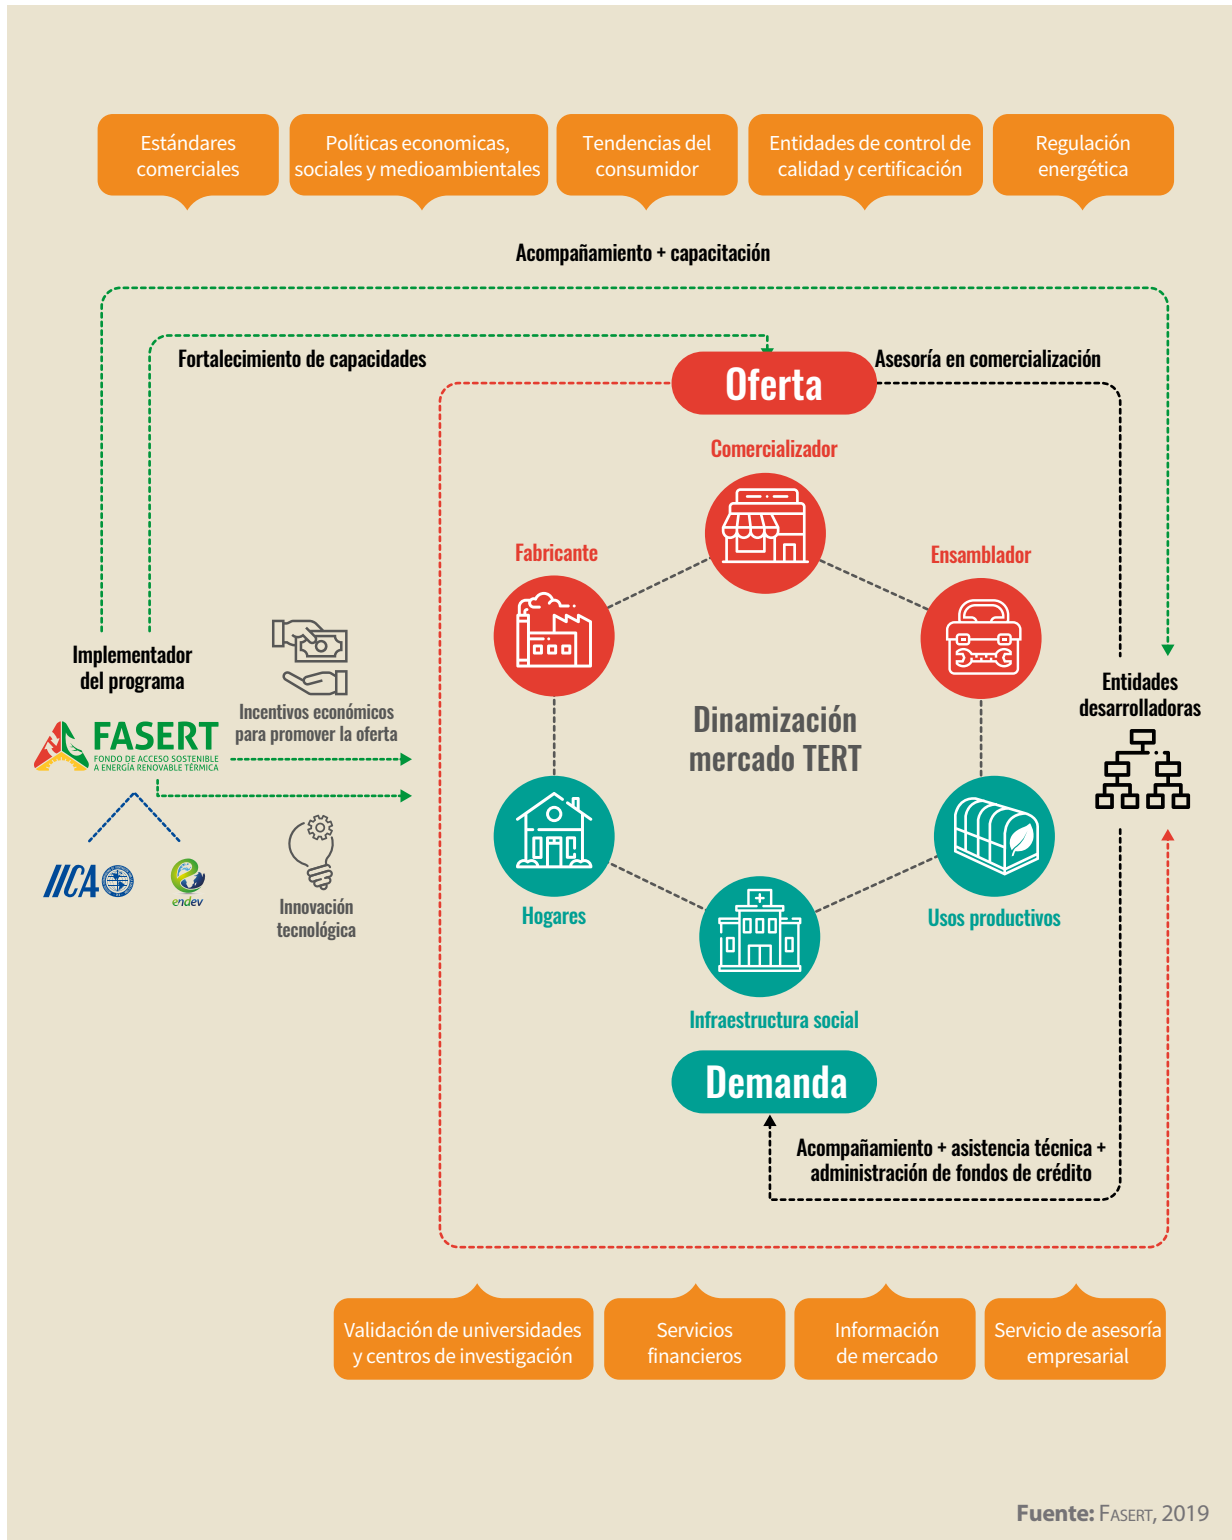 Estándares
comerciales
Políticas economicas,
sociales y medioambientales
Tendencias del
consumidor
Entidades de control de
calidad y certificación
Regulación
energética
Acompañamiento + capacitación
Fortalecimiento de capacidades
Oferta
Asesoría en comercialización
Comercializador
Fabricante
Ensamblador
Implementador
del programa
FASERT
FONDO DE ACCESO SOSTENIBLE
A ENERGÍA RENOVABLE TÉRMICA
Incentivos económicos
para promover la oferta
Dinamización
mercado TERT
Entidades
desarrolladoras
IICA
endev
Innovación
tecnológica
Hogares
Usos productivos
Infraestructura social
Demanda
Acompañamiento + asistencia técnica +
administración de fondos de crédito
Validación de universidades
y centros de investigación
Servicios
financieros
Información
de mercado
Servicio de asesoría
empresarial
Fuente: FASERT, 2019